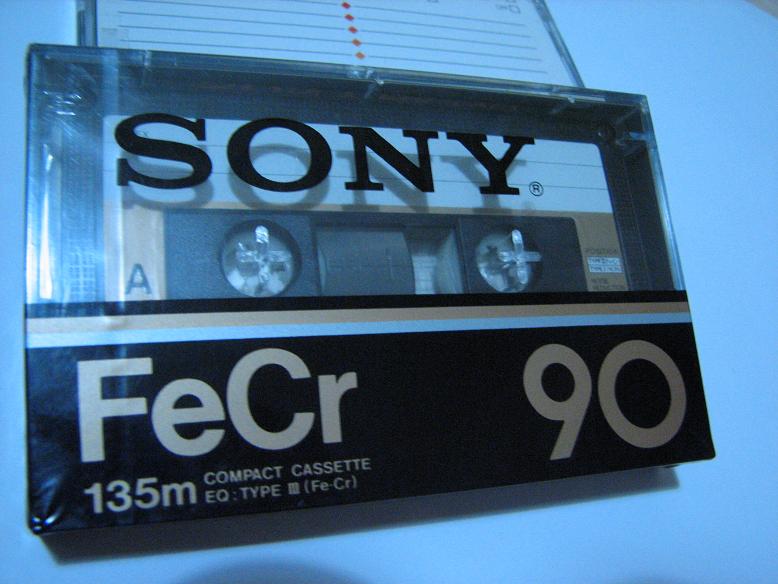 SONY®
A
FeCr 90
135m COMPACT CASSETTE
EQ:TYPE III (Fe-Cr)